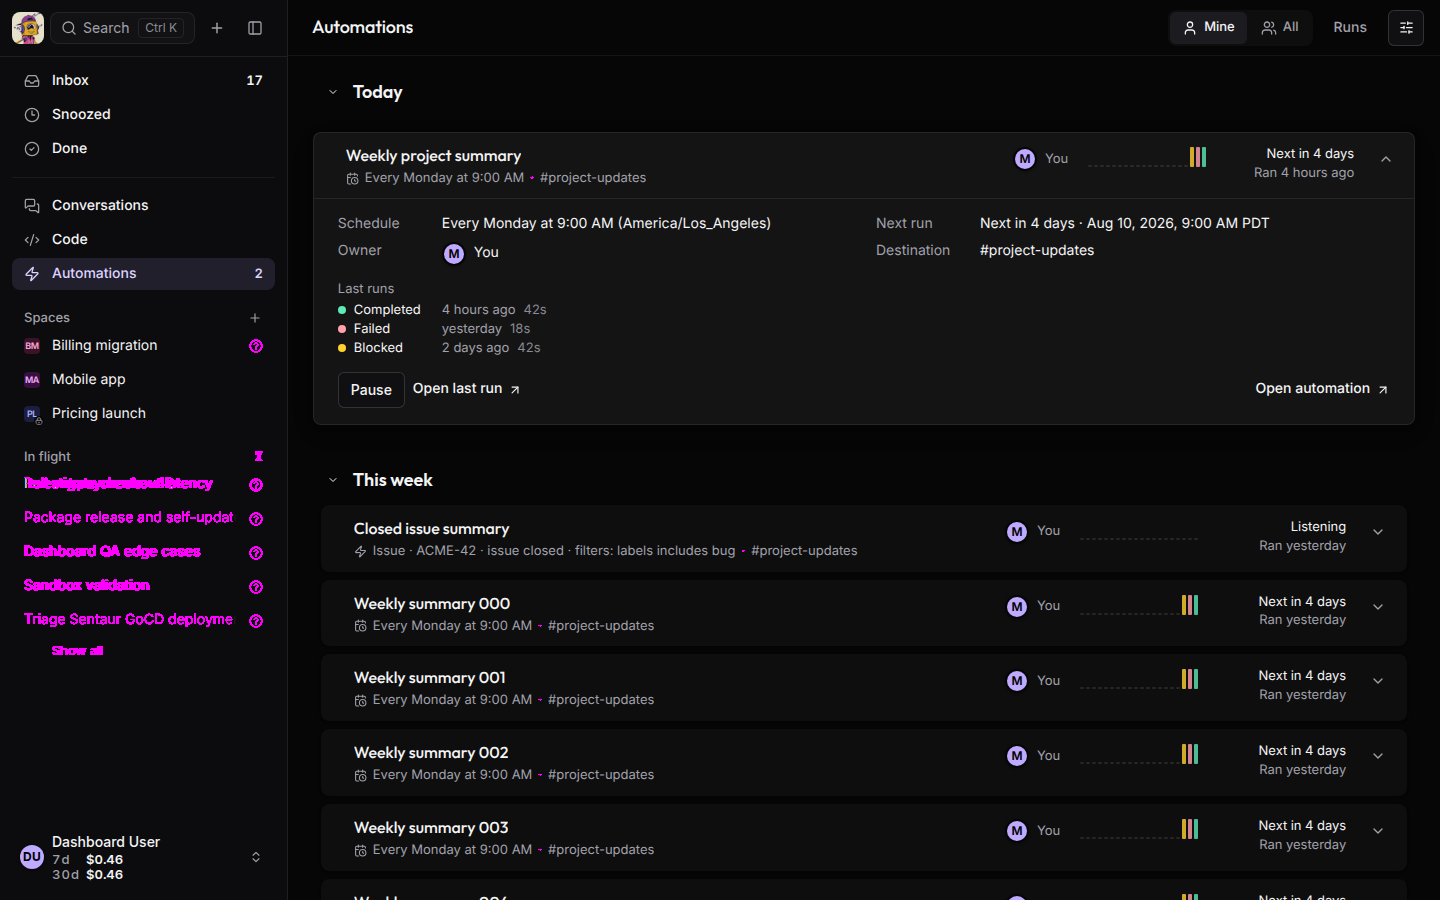 Search Ctrl K
Inbox 17
Snoozed
Done
Conversations
Code
Automations 2
Spaces
BM Billing migration
MA Mobile app
PL Pricing launch
In flight
Package release and self-updat
Dashboard QA edge cases
Sandbox validation
Triage Sentaur GoCD deployme
Show all
DU Dashboard User
7d $0.46
30d $0.46
Automations
Mine All Runs
Today
Weekly project summary
Every Monday at 9:00 AM · #project-updates
M You
Next in 4 days
Ran 4 hours ago
Schedule Every Monday at 9:00 AM (America/Los_Angeles)
Next run Next in 4 days · Aug 10, 2026, 9:00 AM PDT
Owner M You
Destination #project-updates
Last runs
Completed 4 hours ago 42s
Failed yesterday 18s
Blocked 2 days ago 42s
Pause Open last run Open automation
This week
Closed issue summary
Issue · ACME-42 · issue closed · filters: labels includes bug · #project-updates
M You
Listening
Ran yesterday
Weekly summary 000
Every Monday at 9:00 AM · #project-updates
M You
Next in 4 days
Ran yesterday
Weekly summary 001
Every Monday at 9:00 AM · #project-updates
M You
Next in 4 days
Ran yesterday
Weekly summary 002
Every Monday at 9:00 AM · #project-updates
M You
Next in 4 days
Ran yesterday
Weekly summary 003
Every Monday at 9:00 AM · #project-updates
M You
Next in 4 days
Ran yesterday